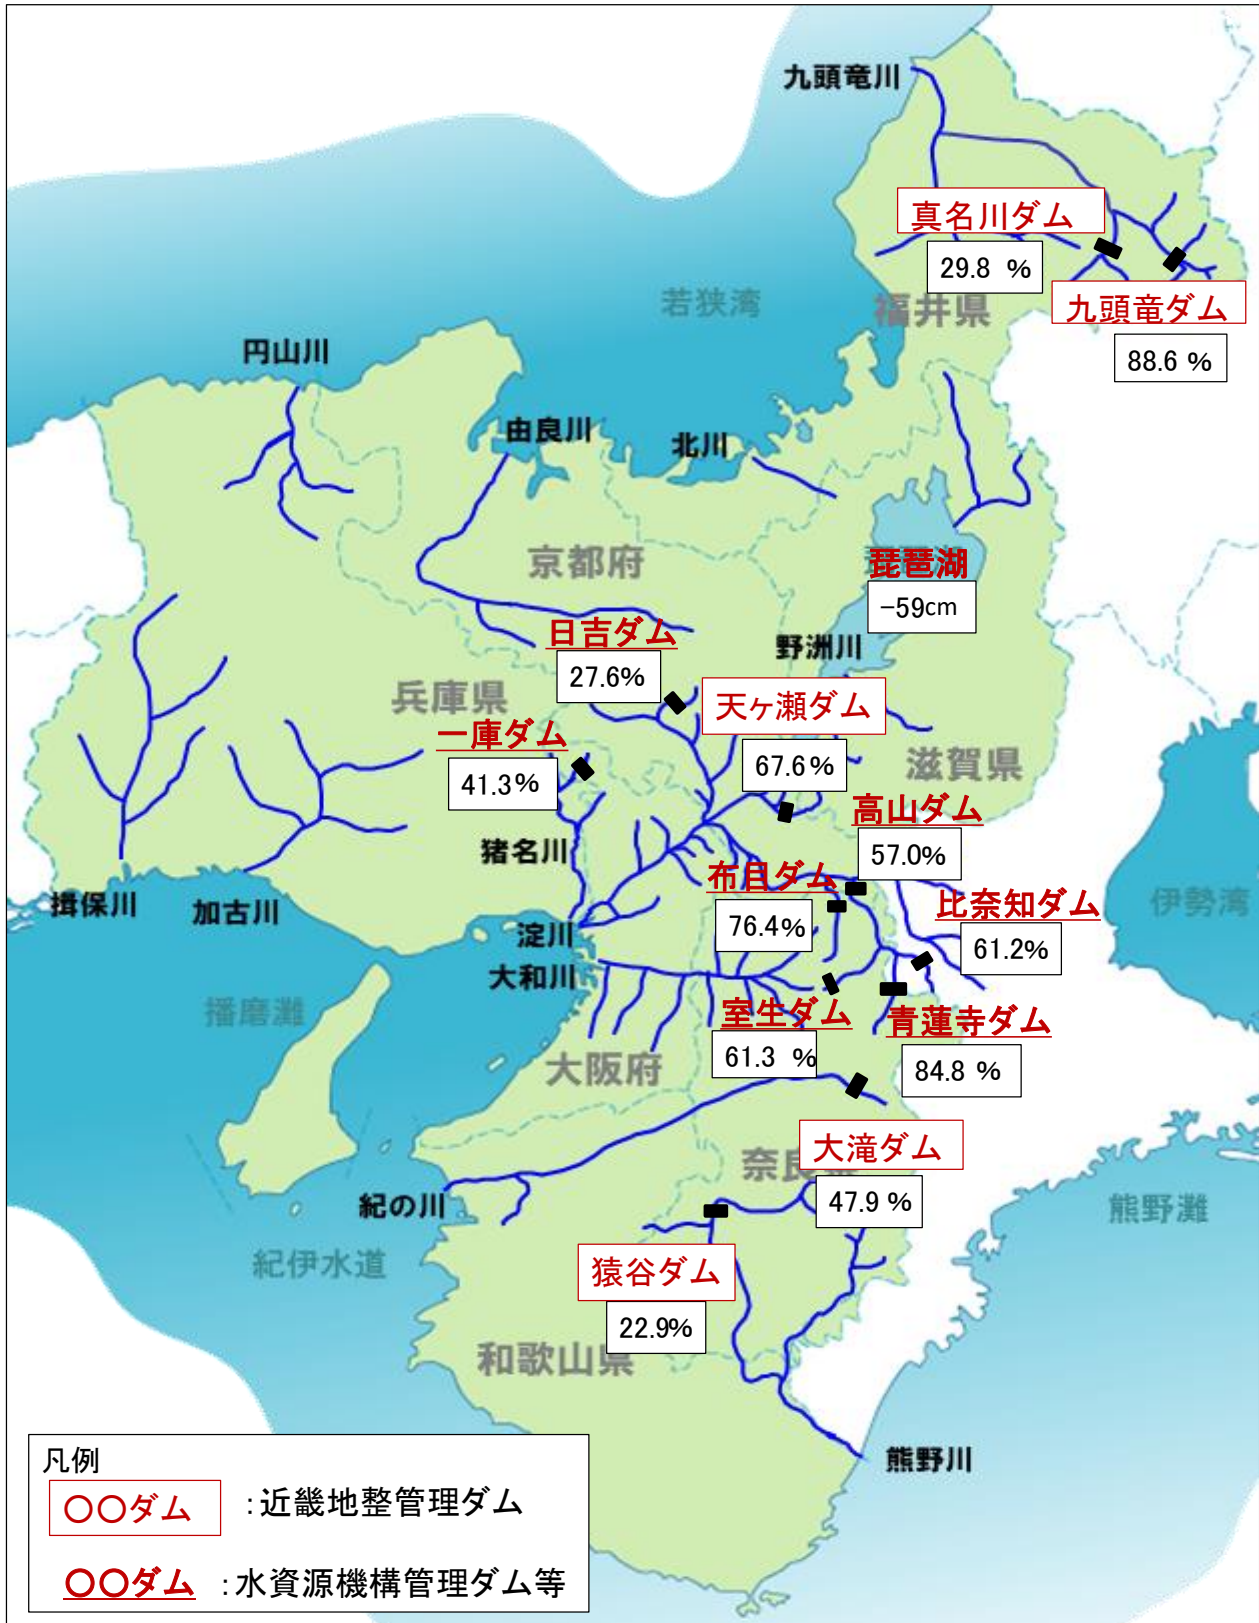 九頭竜川
真名川ダム
29.8 %
若狭湾
福井県
九頭竜ダム
88.6 %
円山川
由良川
北川
京都府
琵琶湖
-59cm
日吉ダム
27.6%
野洲川
兵庫県
天ヶ瀬ダム
67.6%
一庫ダム
41.3%
滋賀県
高山ダム
57.0%
猪名川
布目ダム
76.4%
比奈知ダム
61.2%
揖保川
加古川
淀川
大和川
伊勢湾
播磨灘
室生ダム
61.3 %
青蓮寺ダム
84.8 %
大阪府
大滝ダム
47.9 %
奈良県
紀の川
熊野灘
紀伊水道
猿谷ダム
22.9%
和歌山県
熊野川
凡例
〇〇ダム :近畿地整管理ダム
〇〇ダム :水資源機構管理ダム等